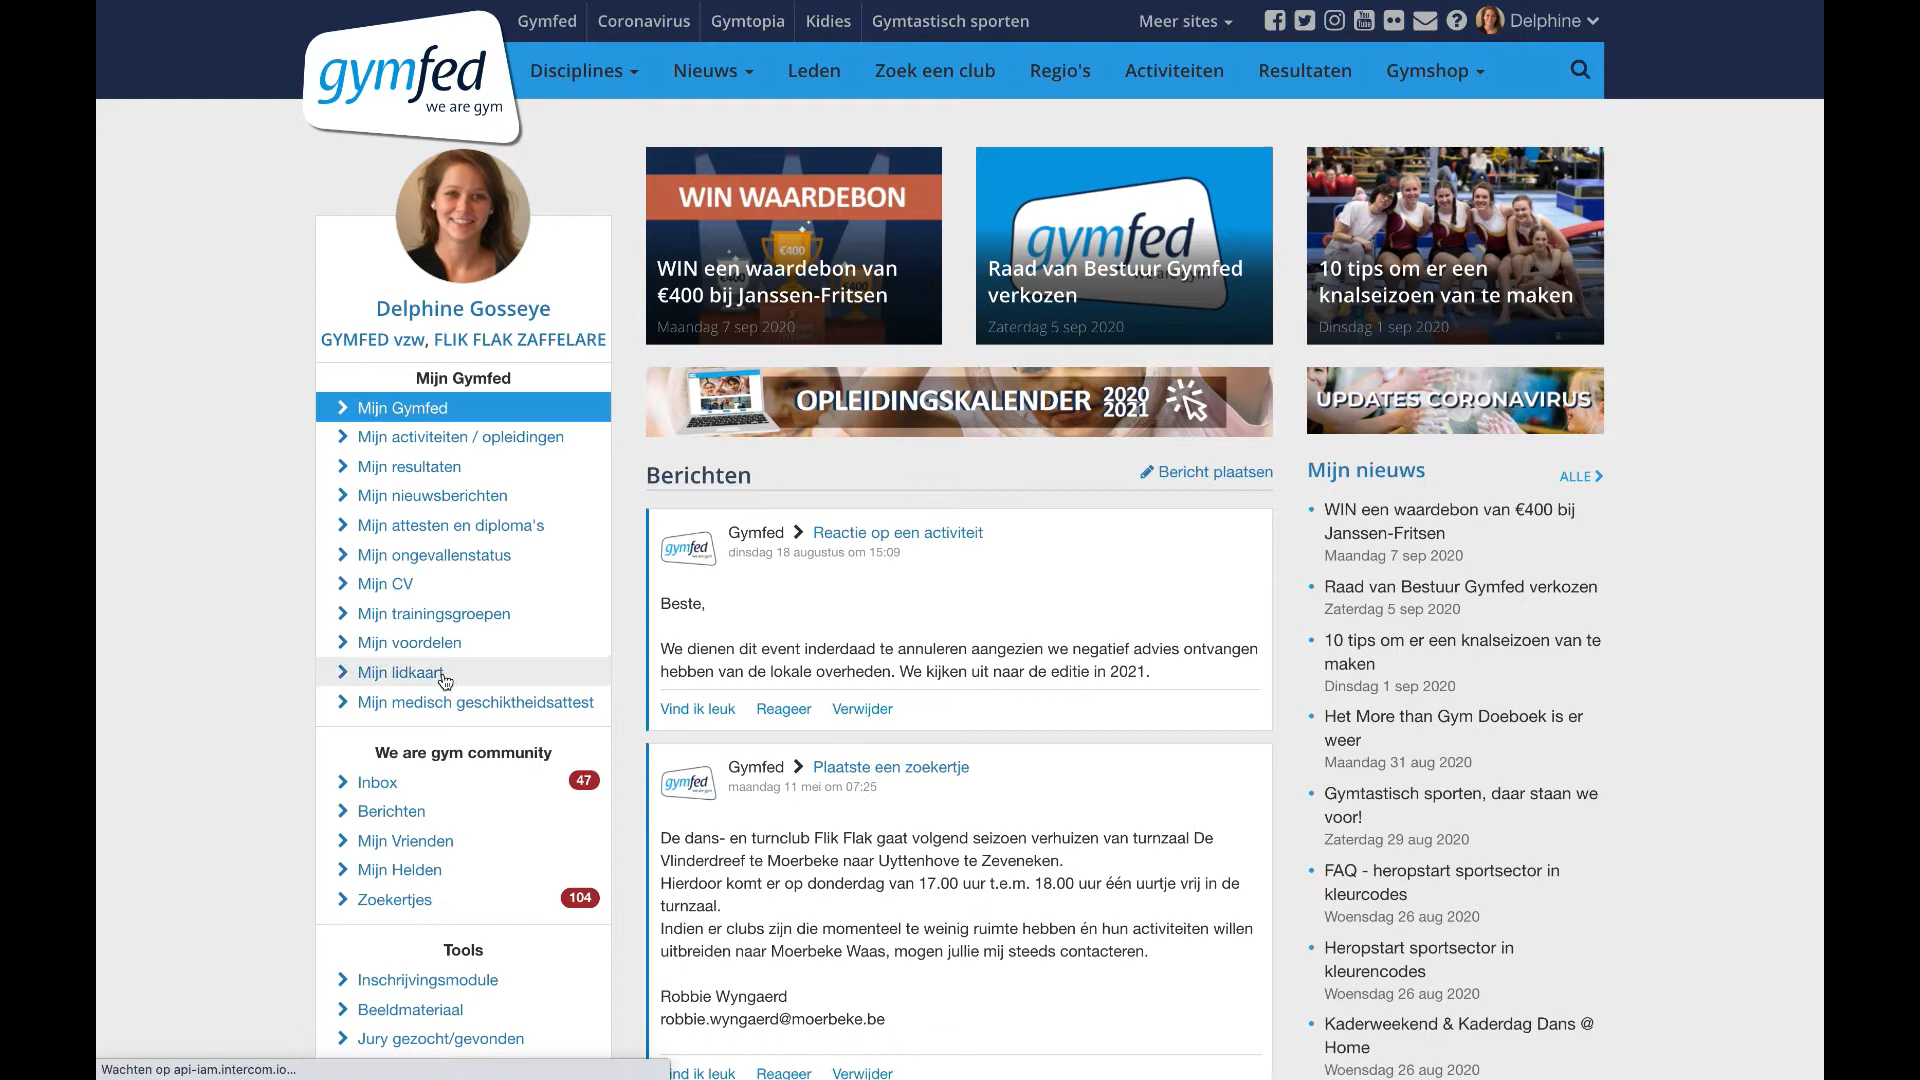 Gymfed Coronavirus Gymtopia Kidies Gymtastisch sporten Meer sites Delphine
gymfed
we are gym
Disciplines Nieuws Leden Zoek een club Regio's Activiteiten Resultaten Gymshop
Delphine Gosseye
GYMFED vzw, FLIK FLAK ZAFFELARE
Mijn Gymfed
Mijn Gymfed
Mijn activiteiten / opleidingen
Mijn resultaten
Mijn nieuwsberichten
Mijn attesten en diploma's
Mijn ongevallenstatus
Mijn CV
Mijn trainingsgroepen
Mijn voordelen
Mijn lidkaart
Mijn medisch geschiktheidsattest
We are gym community
Inbox 47
Berichten
Mijn Vrienden
Mijn Helden
Zoekertjes 104
Tools
Inschrijvingsmodule
Beeldmateriaal
Jury gezocht/gevonden
WIN WAARDEBON
€400
€400
WIN een waardebon van
€400 bij Janssen-Fritsen
Maandag 7 sep 2020
gymfed
Raad van Bestuur Gymfed
verkozen
Zaterdag 5 sep 2020
10 tips om er een
knalseizoen van te maken
Dinsdag 1 sep 2020
OPLEIDINGSKALENDER 2020
2021
UPDATES CORONAVIRUS
Berichten Bericht plaatsen
gymfed
Gymfed Reactie op een activiteit
dinsdag 18 augustus om 15:09
Beste,
We dienen dit event inderdaad te annuleren aangezien we negatief advies ontvangen
hebben van de lokale overheden. We kijken uit naar de editie in 2021.
Vind ik leuk Reageer Verwijder
gymfed
Gymfed Plaatste een zoekertje
maandag 11 mei om 07:25
De dans- en turnclub Flik Flak gaat volgend seizoen verhuizen van turnzaal De
Vlinderdreef te Moerbeke naar Uyttenhove te Zeveneken.
Hierdoor komt er op donderdag van 17.00 uur t.e.m. 18.00 uur één uurtje vrij in de
turnzaal.
Indien er clubs zijn die momenteel te weinig ruimte hebben én hun activiteiten willen
uitbreiden naar Moerbeke Waas, mogen jullie mij steeds contacteren.
Robbie Wyngaerd
robbie.wyngaerd@moerbeke.be
ind ik leuk Reageer Verwijder
Mijn nieuws ALLE
WIN een waardebon van €400 bij
Janssen-Fritsen
Maandag 7 sep 2020
Raad van Bestuur Gymfed verkozen
Zaterdag 5 sep 2020
10 tips om er een knalseizoen van te
maken
Dinsdag 1 sep 2020
Het More than Gym Doeboek is er
weer
Maandag 31 aug 2020
Gymtastisch sporten, daar staan we
voor!
Zaterdag 29 aug 2020
FAQ - heropstart sportsector in
kleurcodes
Woensdag 26 aug 2020
Heropstart sportsector in
kleurencodes
Woensdag 26 aug 2020
Kaderweekend & Kaderdag Dans @
Home
Woensdag 26 aug 2020
Wachten op api-iam.intercom.io...